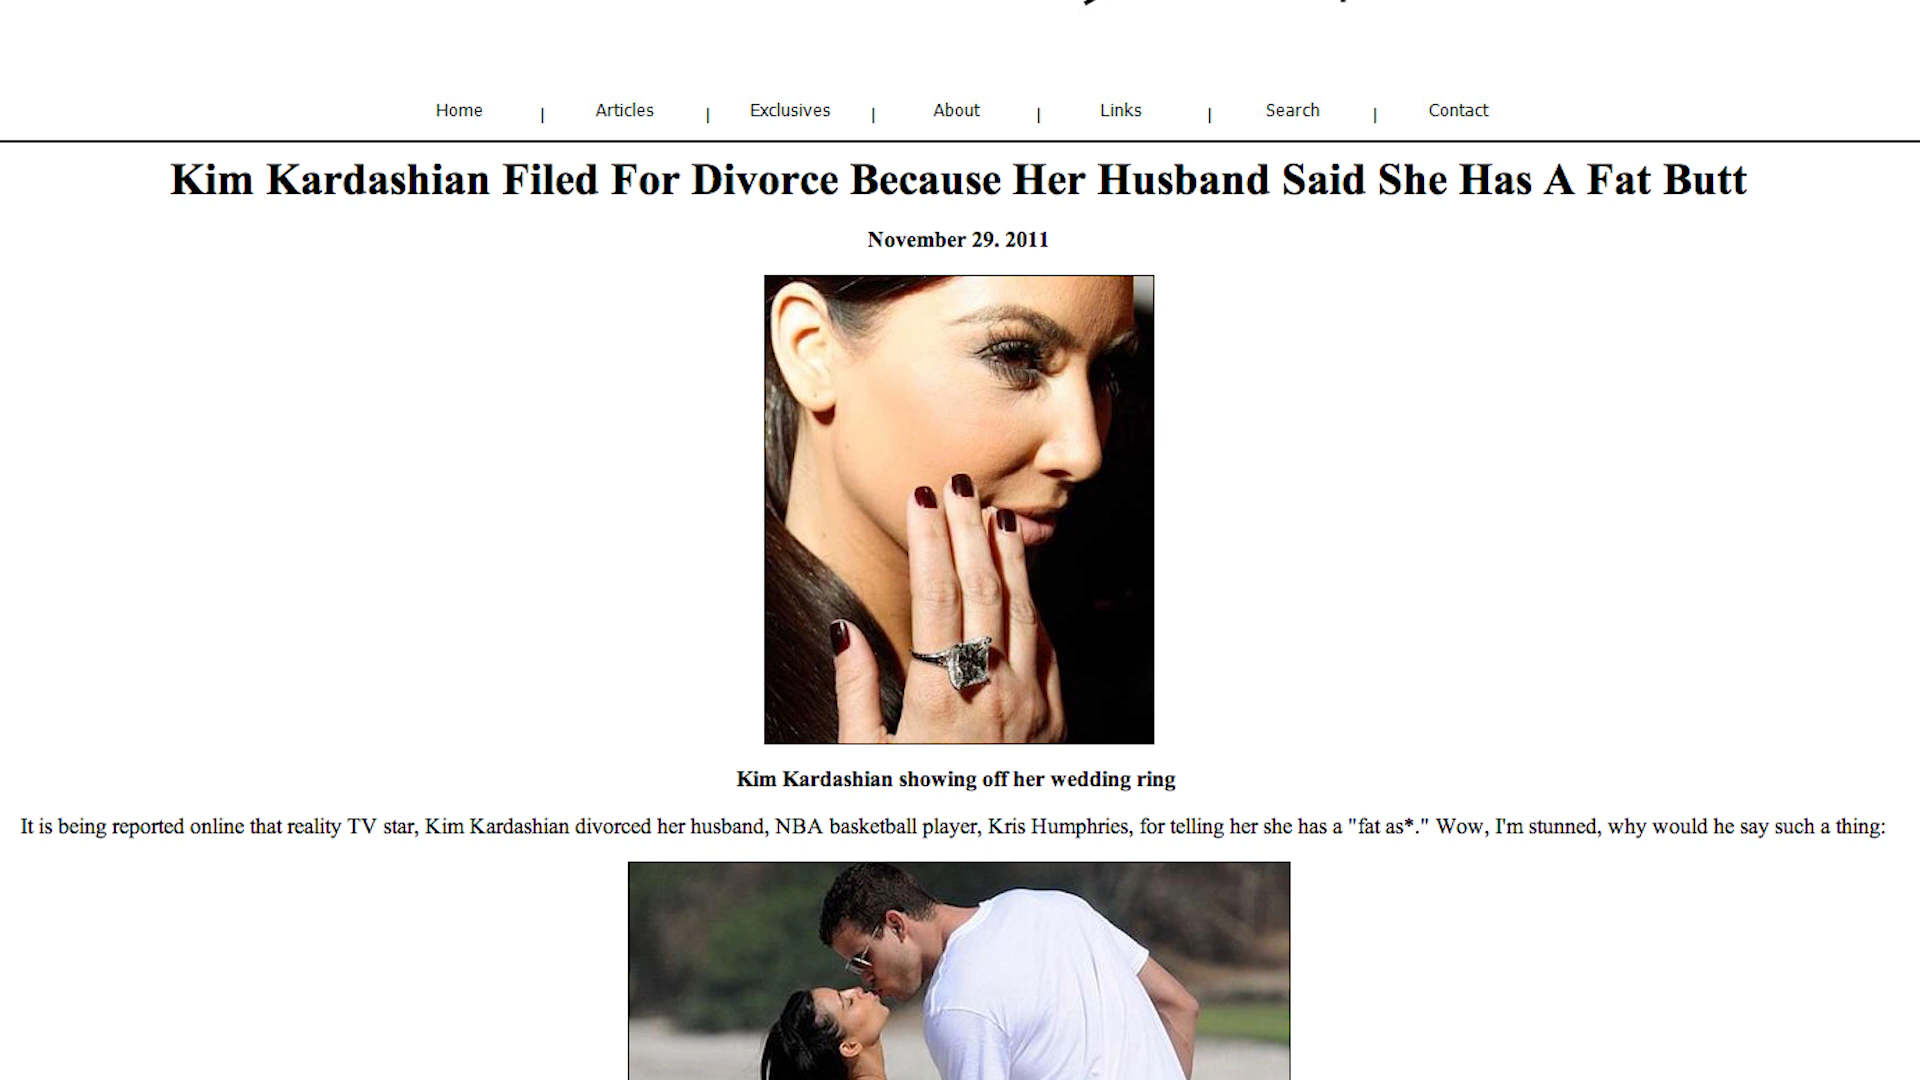 Home | Articles | Exclusives | About | Links | Search | Contact
Kim Kardashian Filed For Divorce Because Her Husband Said She Has A Fat Butt
November 29. 2011
Kim Kardashian showing off her wedding ring
It is being reported online that reality TV star, Kim Kardashian divorced her husband, NBA basketball player, Kris Humphries, for telling her she has a "fat as*." Wow, I'm stunned, why would he say such a thing: